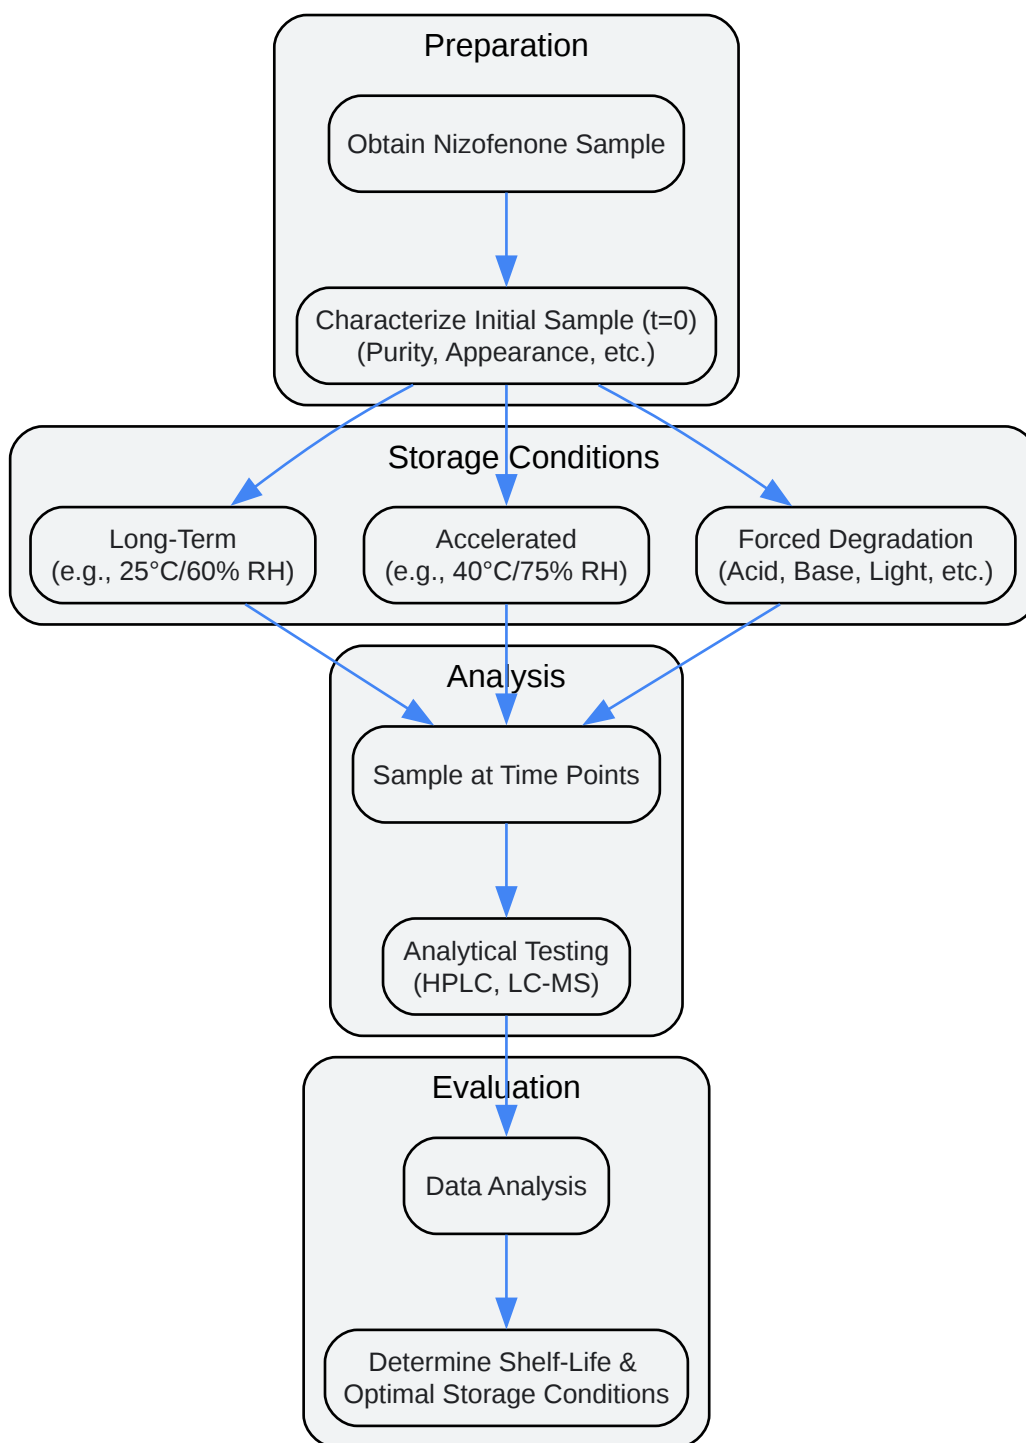 Preparation
Obtain Nizofenone Sample
Characterize Initial Sample (t=0)
(Purity, Appearance, etc.)
Storage Conditions
Long-Term
(e.g., 25°C/60% RH)
Accelerated
(e.g., 40°C/75% RH)
Forced Degradation
(Acid, Base, Light, etc.)
Analysis
Sample at Time Points
Analytical Testing
(HPLC, LC-MS)
Evaluation
Data Analysis
Determine Shelf-Life &
Optimal Storage Conditions